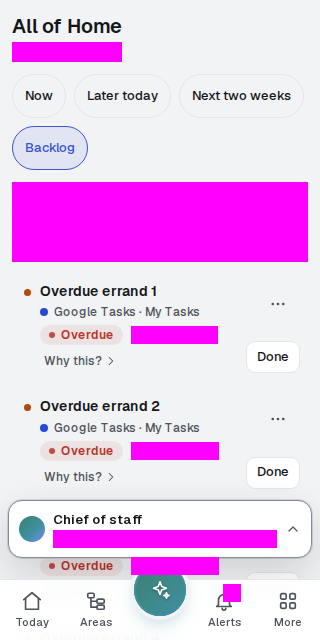 All of Home
Now
Later today
Next two weeks
Backlog
Overdue errand 1
Google Tasks · My Tasks
Overdue
Why this?
Done
Overdue errand 2
Google Tasks · My Tasks
Overdue
Why this?
Done
Chief of staff
Overdue
Today
Areas
Alerts
More